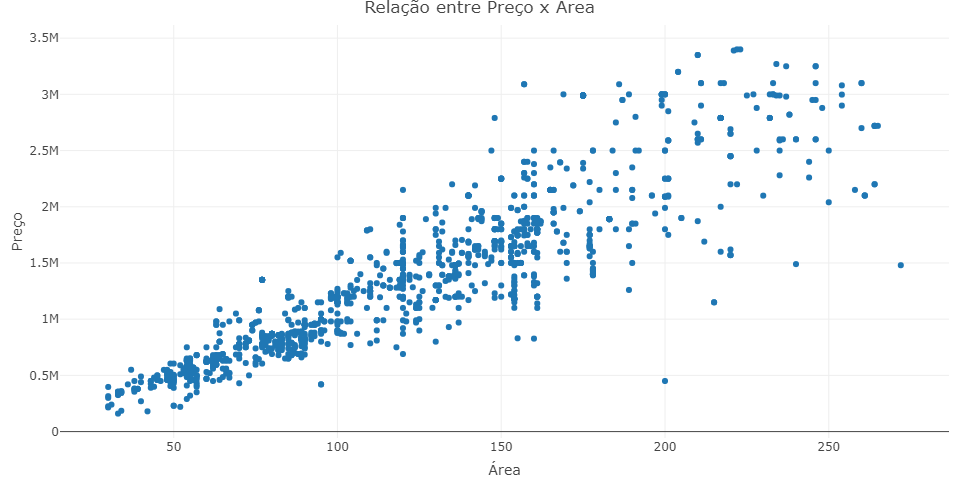 Relação entre Preço x Área
3.5M
3M
2.5M
2M
1.5M
1M
0.5M
0
Preço
50
100
150
200
250
Área